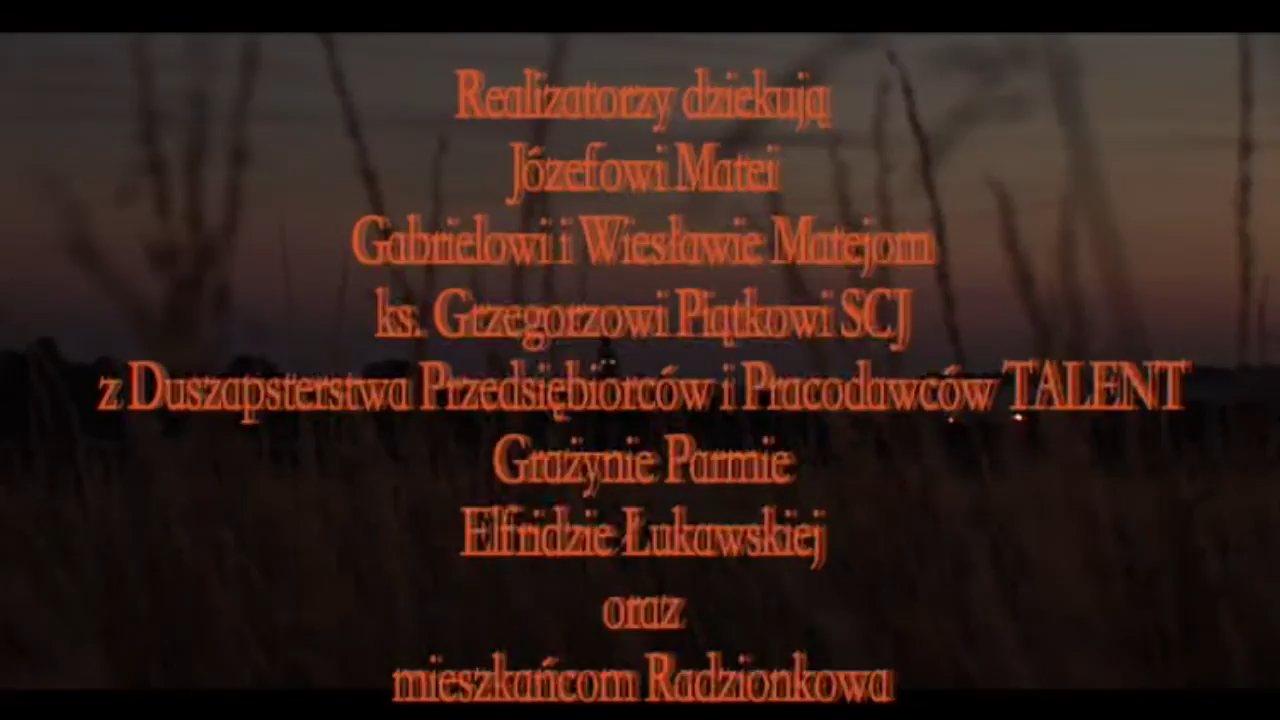 Realizatorzy dziekują
Józefowi Matei
Gabrielowi i Wiesławie Matejom
ks. Grzegorzowi Piątkowi SCJ
z Duszapsterstwa Przedsiębiorców i Pracodawców TALENT
Grażynie Parmie
Elfridzie Łukawskiej
oraz
mieszkańcom Radzionkowa